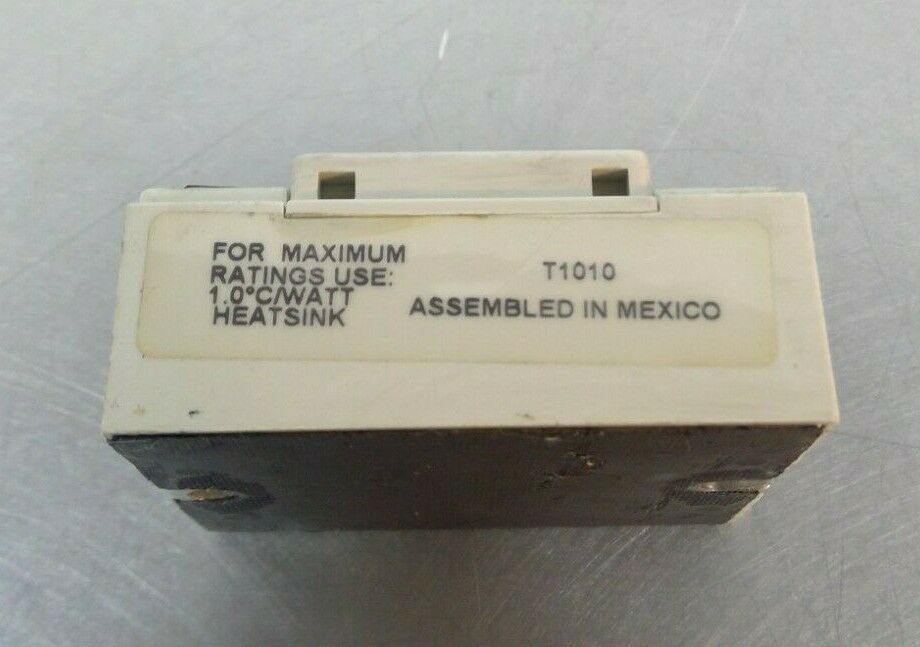 FOR MAXIMUM
RATINGS USE:
1.0°C/WATT
HEATSINK
T1010
ASSEMBLED IN MEXICO